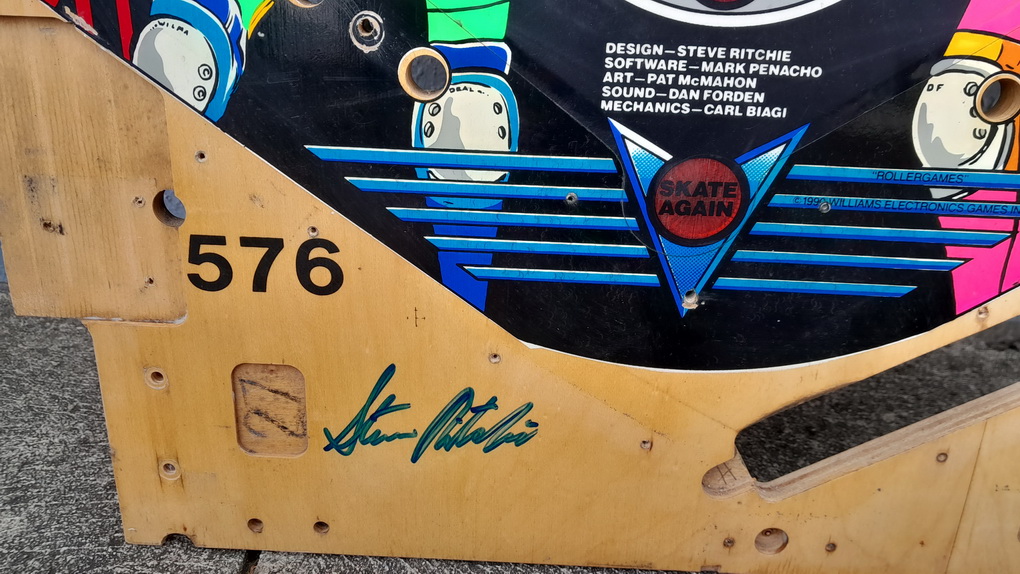 WILMA
DESIGN—STEVE RITCHIE
SOFTWARE—MARK PENACHO
ART—PAT McMAHON
SOUND—DAN FORDEN
MECHANICS—CARL BIAGI
SKATE
AGAIN
"ROLLERGAMES"
©1990 WILLIAMS ELECTRONICS GAMES IN
576
Steve Ritchie